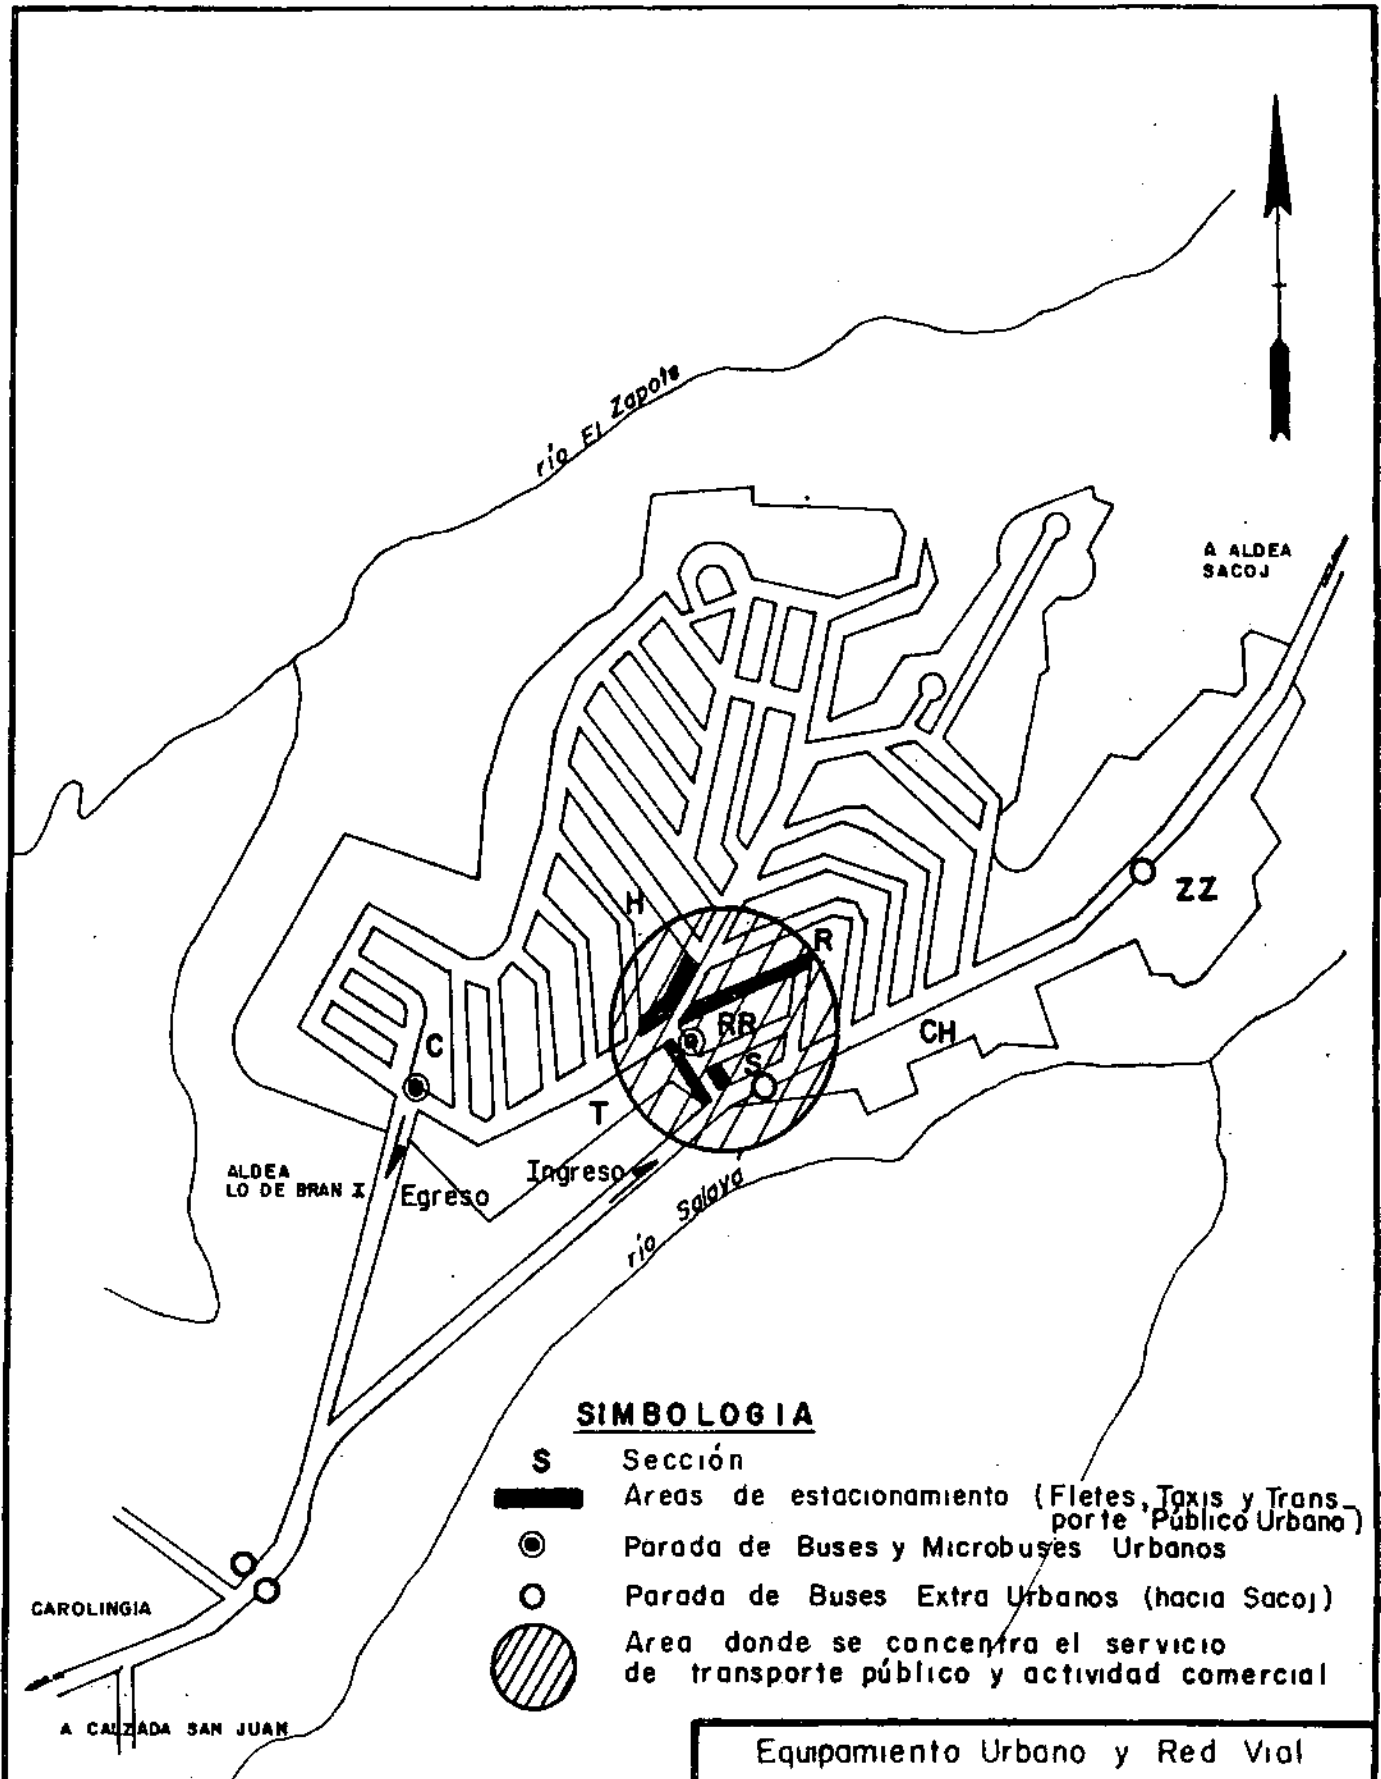 río El Zapote
A ALDEA
SACOJ
H
ZZ
R
RR
CH
C
S
T
ALDEA
LO DE BRAN I
Egreso
Ingreso
río Salayá
SIMBOLOGIA
S Sección
Areas de estacionamiento (Fletes, Taxis y Trans-
porte Público Urbano)
Parada de Buses y Microbuses Urbanos
Parada de Buses Extra Urbanos (hacia Sacoj)
CAROLINGIA
Area donde se concentra el servicio
de transporte público y actividad comercial
A CALZADA SAN JUAN
Equipamiento Urbano y Red Vial